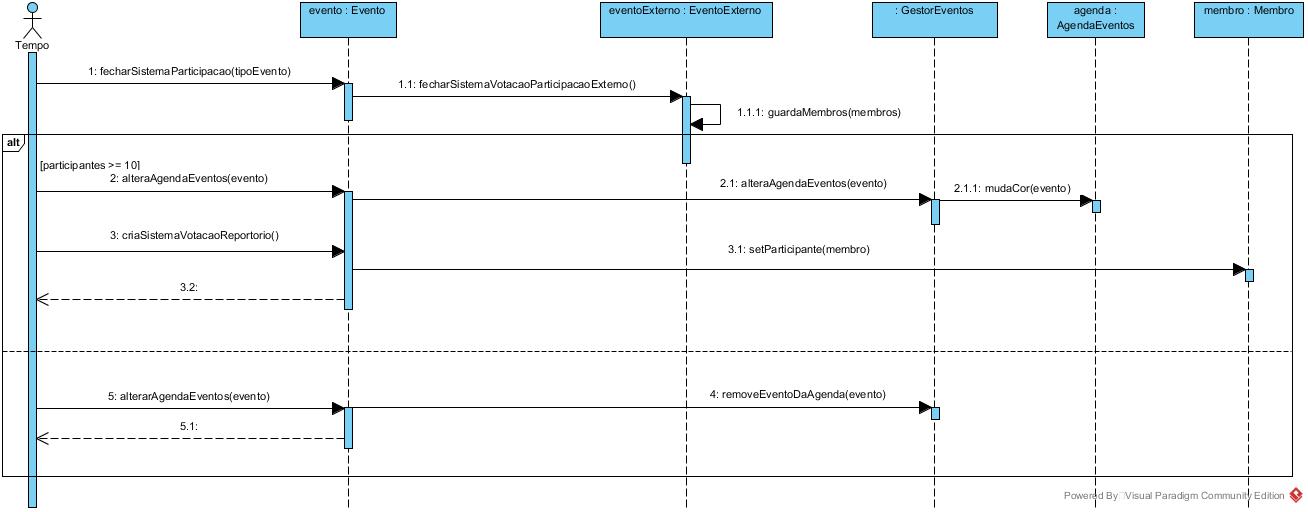 Tempo
evento : Evento
eventoExterno : EventoExterno
: GestorEventos
agenda :
AgendaEventos
membro : Membro
1: fecharSistemaParticipacao(tipoEvento)
1.1: fecharSistemaVotacaoParticipacaoExterno()
1.1.1: guardaMembros(membros)
alt
[participantes >= 10]
2: alteraAgendaEventos(evento)
2.1: alteraAgendaEventos(evento)
2.1.1: mudaCor(evento)
3: criaSistemaVotacaoReportorio()
3.1: setParticipante(membro)
3.2:
5: alterarAgendaEventos(evento)
4: removeEventoDaAgenda(evento)
5.1:
Powered By Visual Paradigm Community Edition